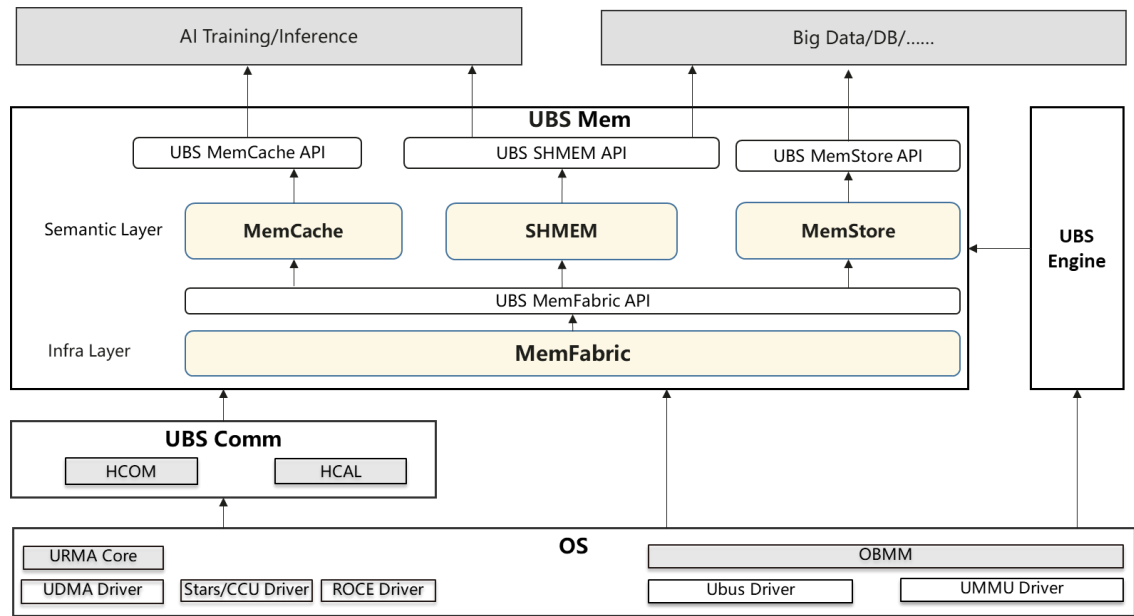 AI Training/Inference
Big Data/DB/......
UBS Mem
UBS MemCache API
UBS SHMEM API
UBS MemStore API
Semantic Layer
MemCache
SHMEM
MemStore
UBS
Engine
UBS MemFabric API
Infra Layer
MemFabric
UBS Comm
HCOM
HCAL
OS
URMA Core
OBMM
UDMA Driver
Stars/CCU Driver
ROCE Driver
Ubus Driver
UMMU Driver